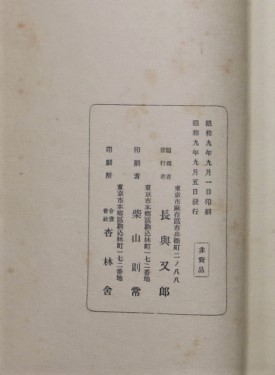 昭和九年九月一日印刷
昭和九年九月五日發行
非賣品
東京市麻布區市兵衞町二ノ八八
編輯者
發行者
長與又郎
東京市本鄕區駒込林町一七二番地
印刷者
柴山則常
東京市本鄕區駒込林町一七二番地
印刷所
合資
會社
杏林舍